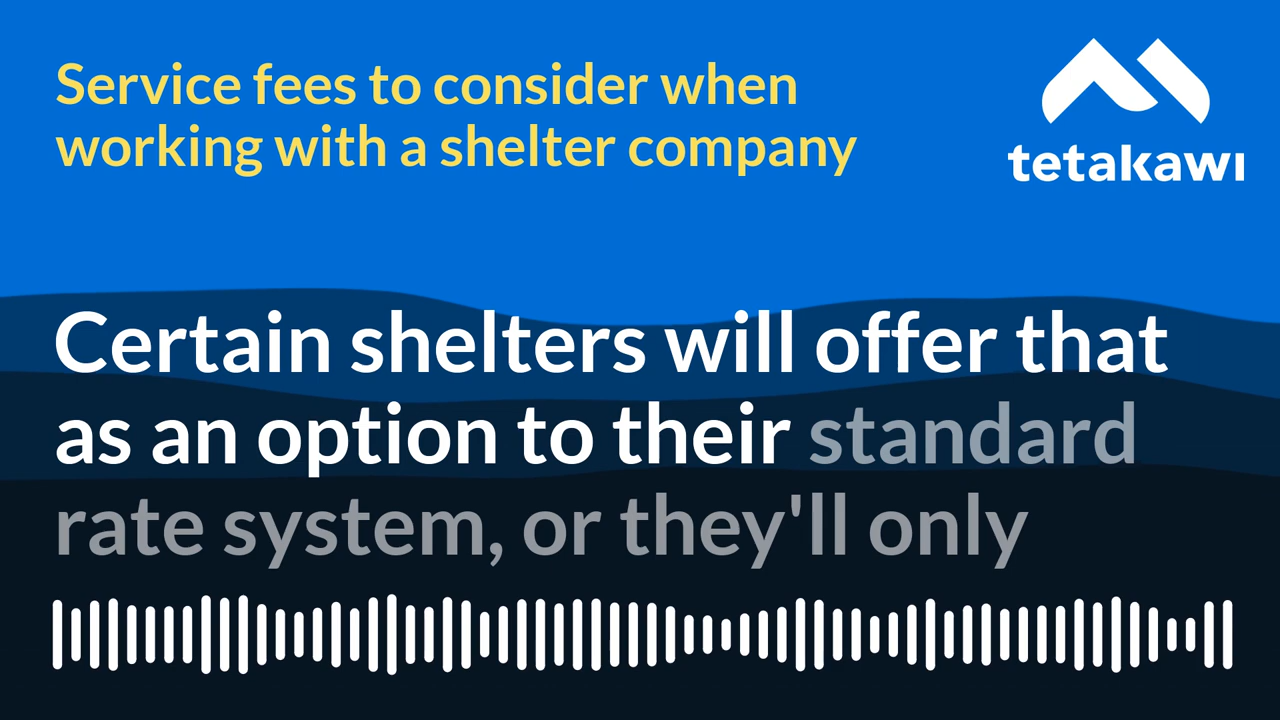 Service fees to consider when
working with a shelter company
tetakawi
Certain shelters will offer that
as an option to their standard
rate system, or they'll only